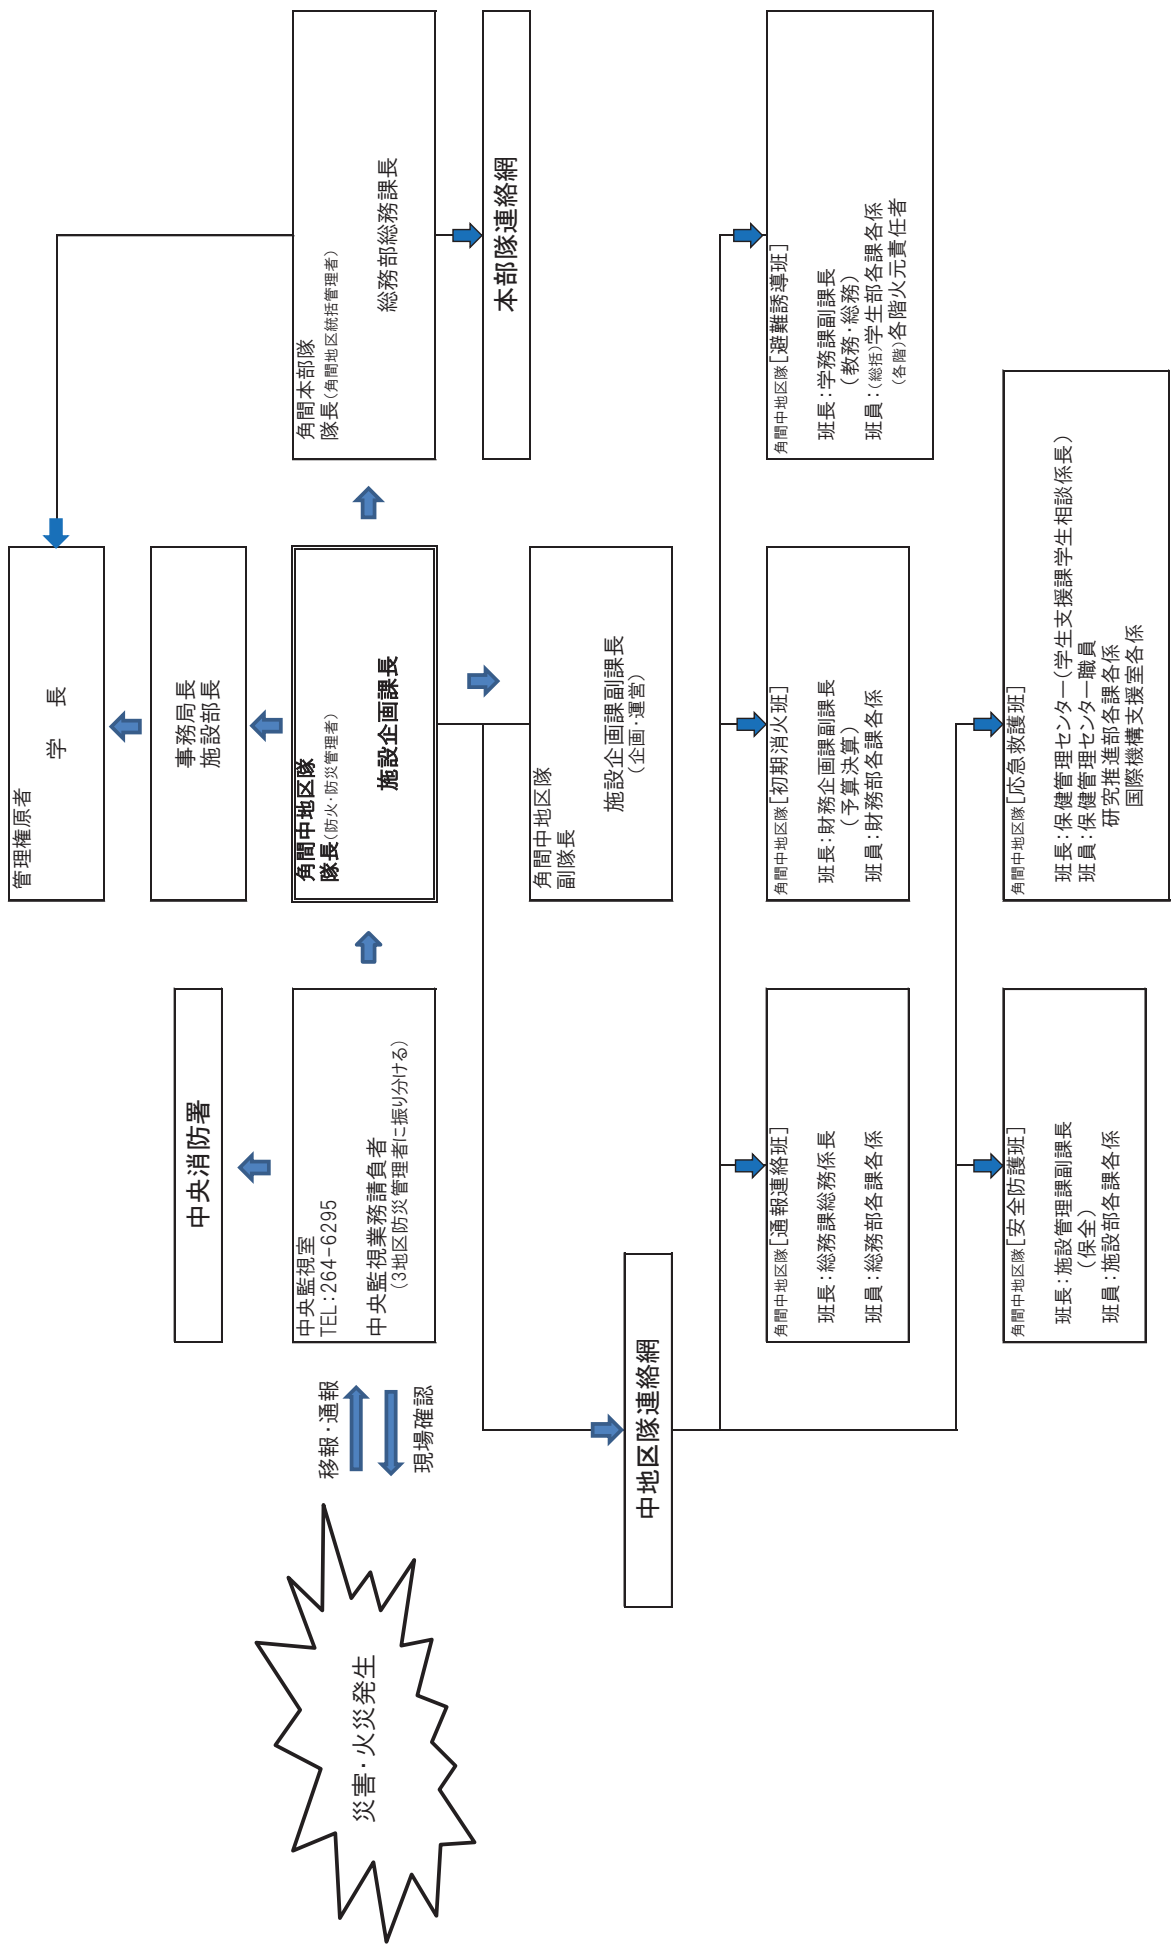 管理権原者
学　長
事務局長
施設部長
中央消防署
災害・火災発生
移報・通報
現場確認
中央監視室
TEL:264-6295
中央監視業務請負者
(3地区防災管理者に振り分ける)
角間中地区隊
隊長(防火・防災管理者)
施設企画課長
角間本部隊
隊長(角間地区統括管理者)
総務部総務課長
本部隊連絡網
角間中地区隊
副隊長
施設企画課副課長
(企画・運営)
中地区隊連絡網
角間中地区隊[通報連絡班]
班長:総務課総務係長
班員:総務部各課各係
角間中地区隊[初期消火班]
班長:財務企画課副課長
(予算決算)
班員:財務部各課各係
角間中地区隊[避難誘導班]
班長:学務課副課長
(教務・総務)
班員:(総括)学生部各課各係
(各階)各階火元責任者
角間中地区隊[安全防護班]
班長:施設管理課副課長
(保全)
班員:施設部各課各係
角間中地区隊[応急救護班]
班長:保健管理センター(学生支援課学生相談係長)
班員:保健管理センター職員
研究推進部各課各係
国際機構支援室各係